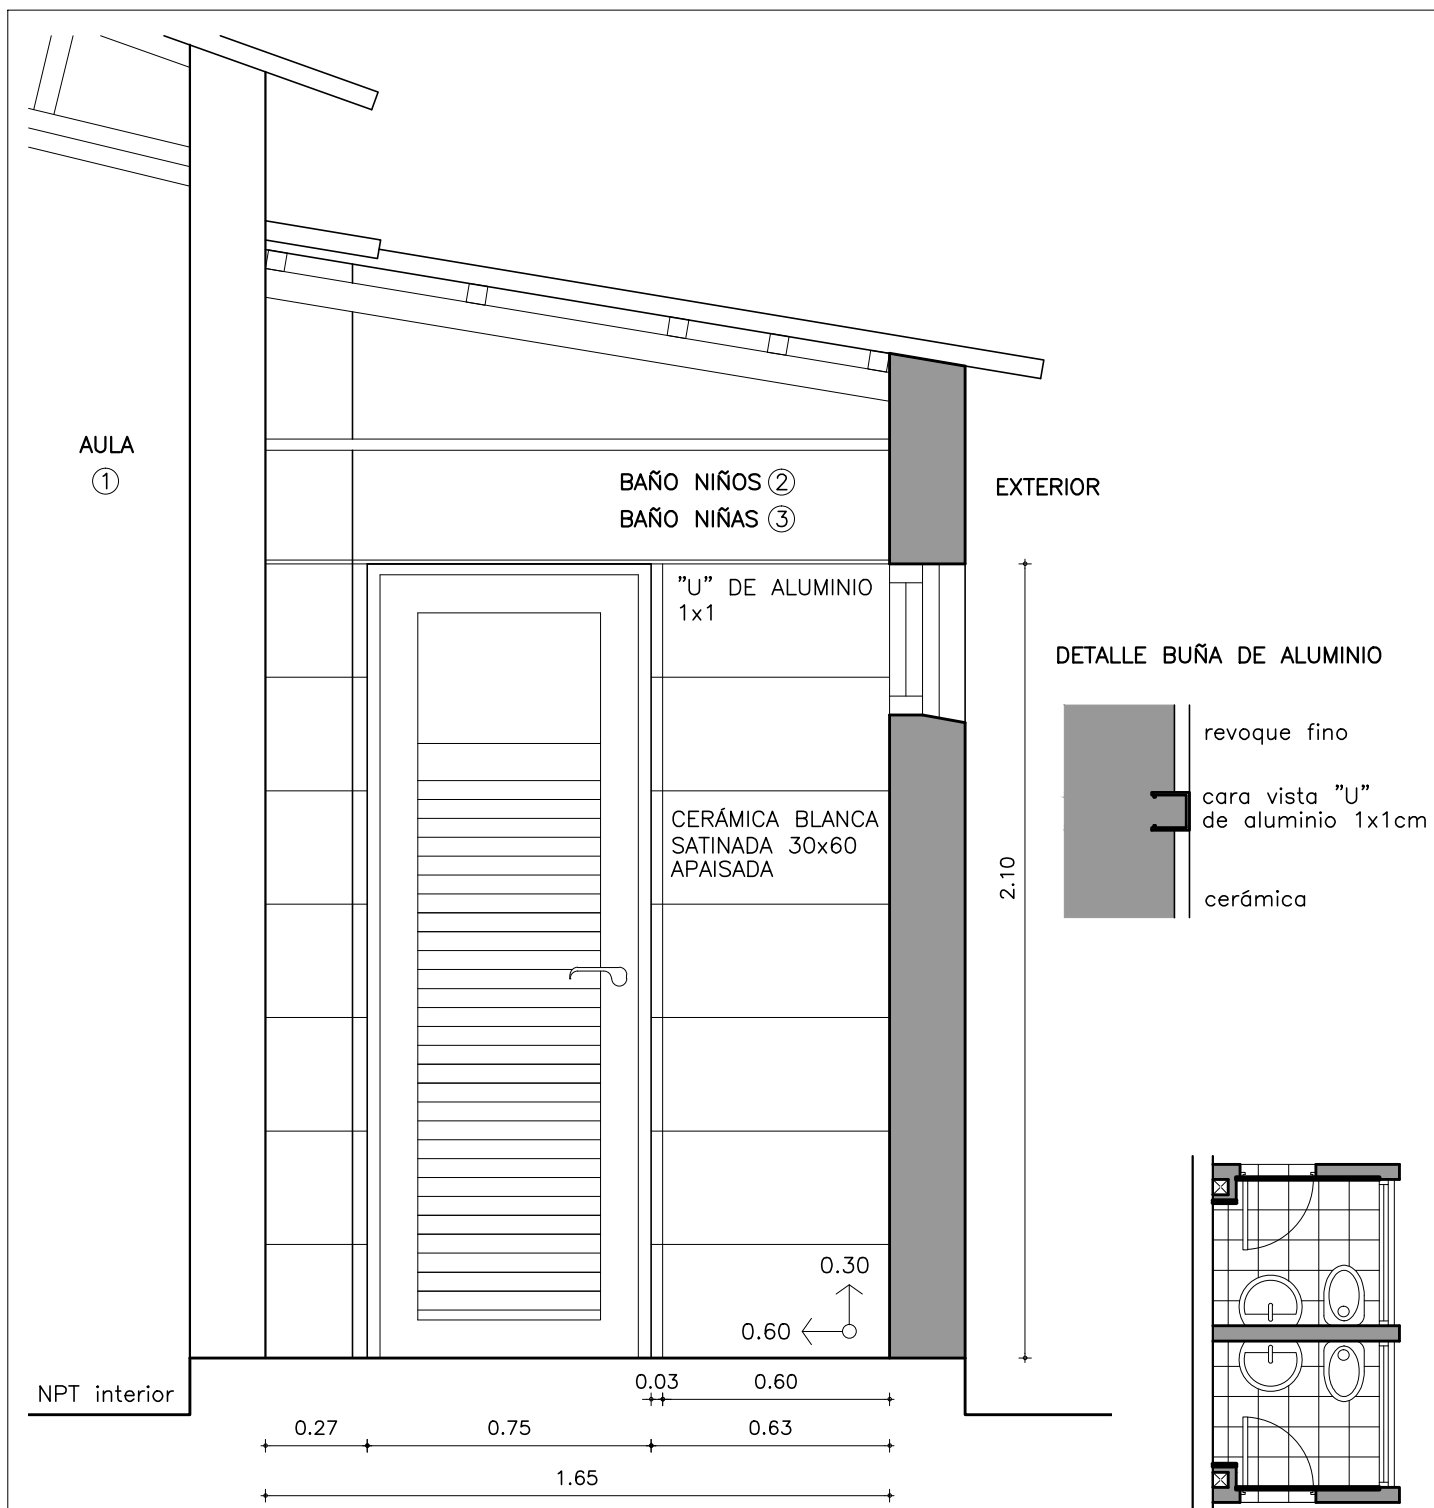 AULA
1
BAÑO NIÑOS 2
BAÑO NIÑAS 3
EXTERIOR
"U" DE ALUMINIO
1x1
DETALLE BUÑA DE ALUMINIO
revoque fino
cara vista "U"
de aluminio 1x1cm
cerámica
CERÁMICA BLANCA
SATINADA 30x60
APAISADA
2.10
0.30
0.60
NPT interior
0.03 0.60
0.27 0.75 0.63
1.65